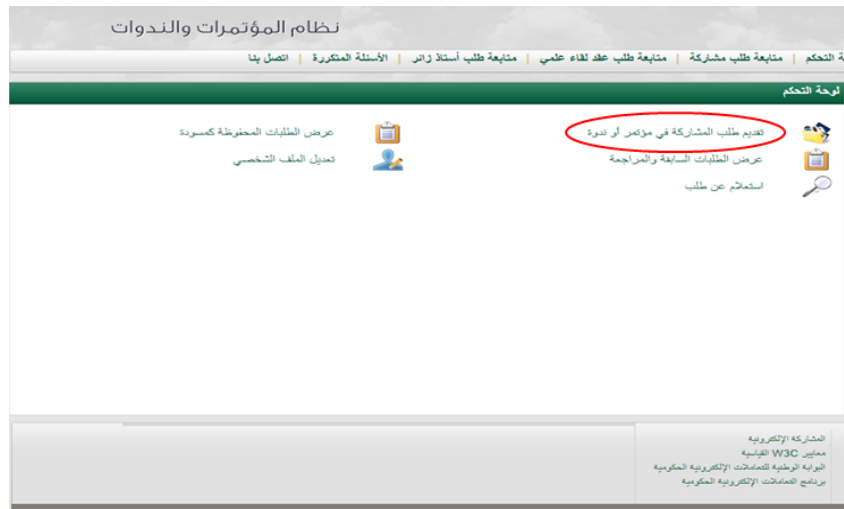 نظام المؤتمرات والندوات
ة التحكم | متابعة طلب مشاركة | متابعة طلب عقد لقاء علمي | متابعة طلب أستاذ زائر | الأسئلة المتكررة | اتصل بنا
لوحة التحكم
تقديم طلب المشاركة في مؤتمر أو ندوة
عرض الطلبات المحفوظة كمسودة
عرض الطلبات السابقة والمراجعة
تعديل الملف الشخصي
استعلام عن طلب
المشاركة الإلكترونية
معايير W3C القياسية
البوابة الوطنية للتعاملات الإلكترونية الحكومية
برنامج التعاملات الإلكترونية الحكومية